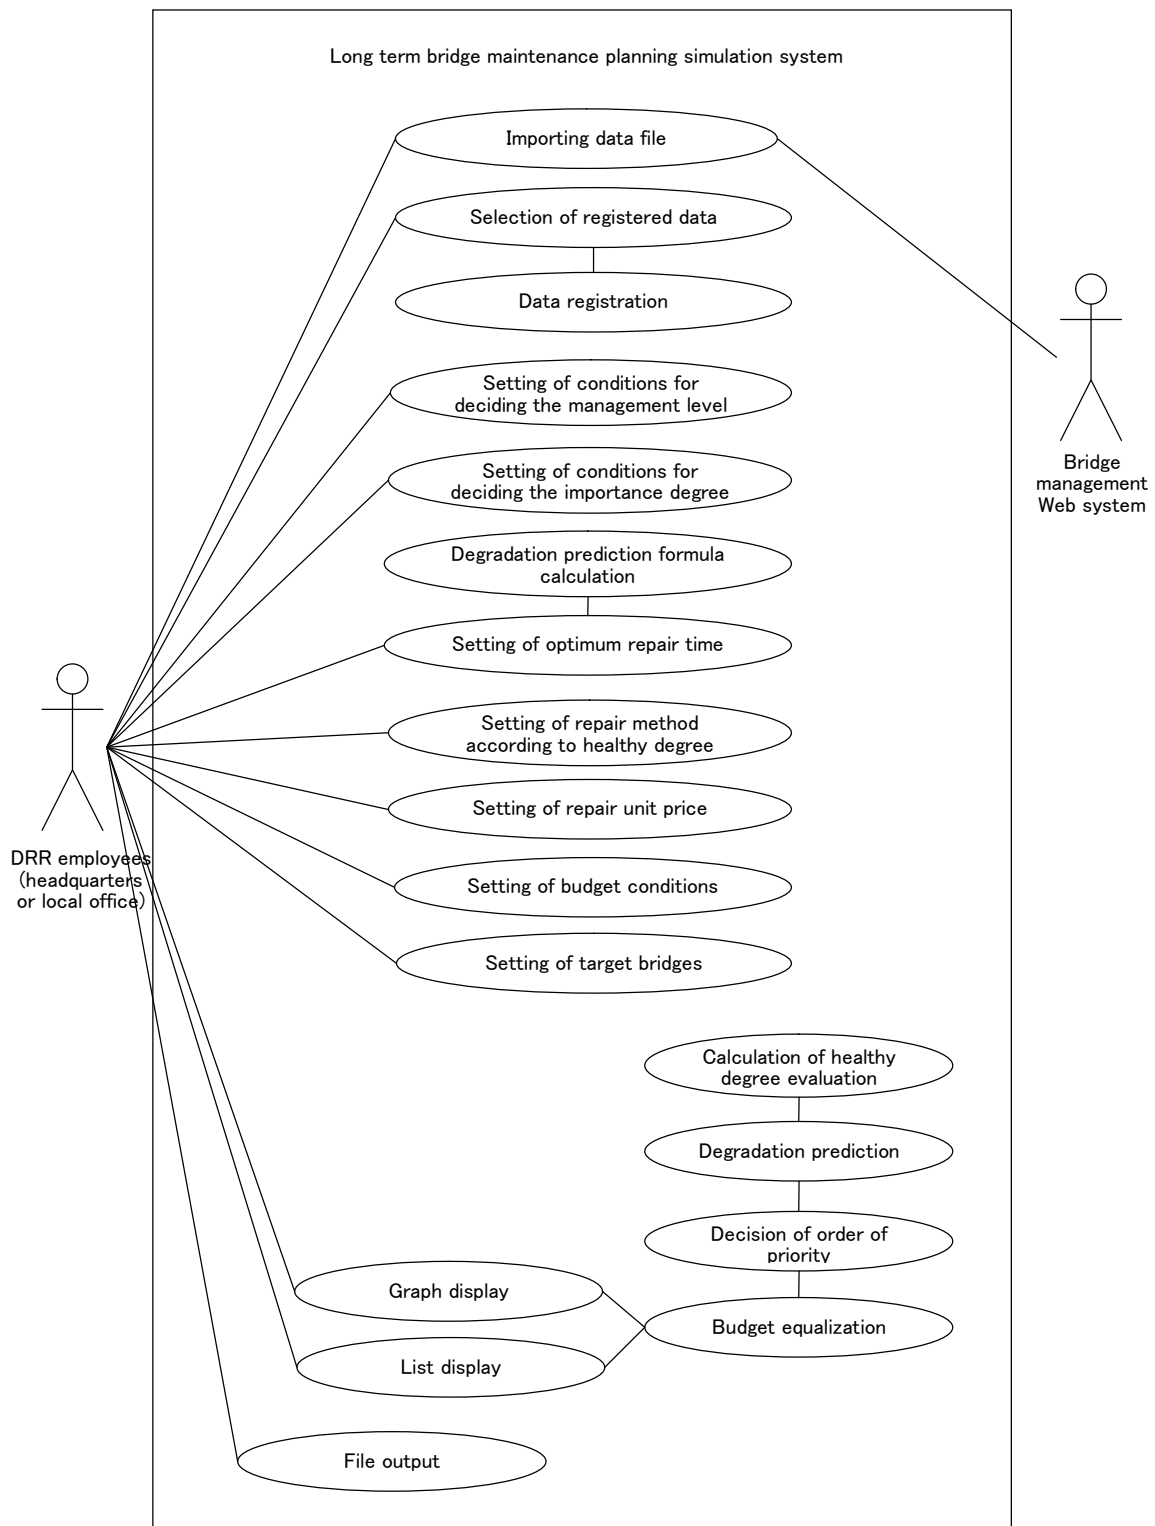 Long term bridge maintenance planning simulation system
Importing data file
Selection of registered data
Data registration
Setting of conditions for
deciding the management level
Setting of conditions for
deciding the importance degree
Degradation prediction formula
calculation
Setting of optimum repair time
Setting of repair method
according to healthy degree
Setting of repair unit price
Setting of budget conditions
Setting of target bridges
Bridge
management
Web system
DRR employees
(headquarters
or local office)
Calculation of healthy
degree evaluation
Degradation prediction
Decision of order of
priority
Budget equalization
Graph display
List display
File output